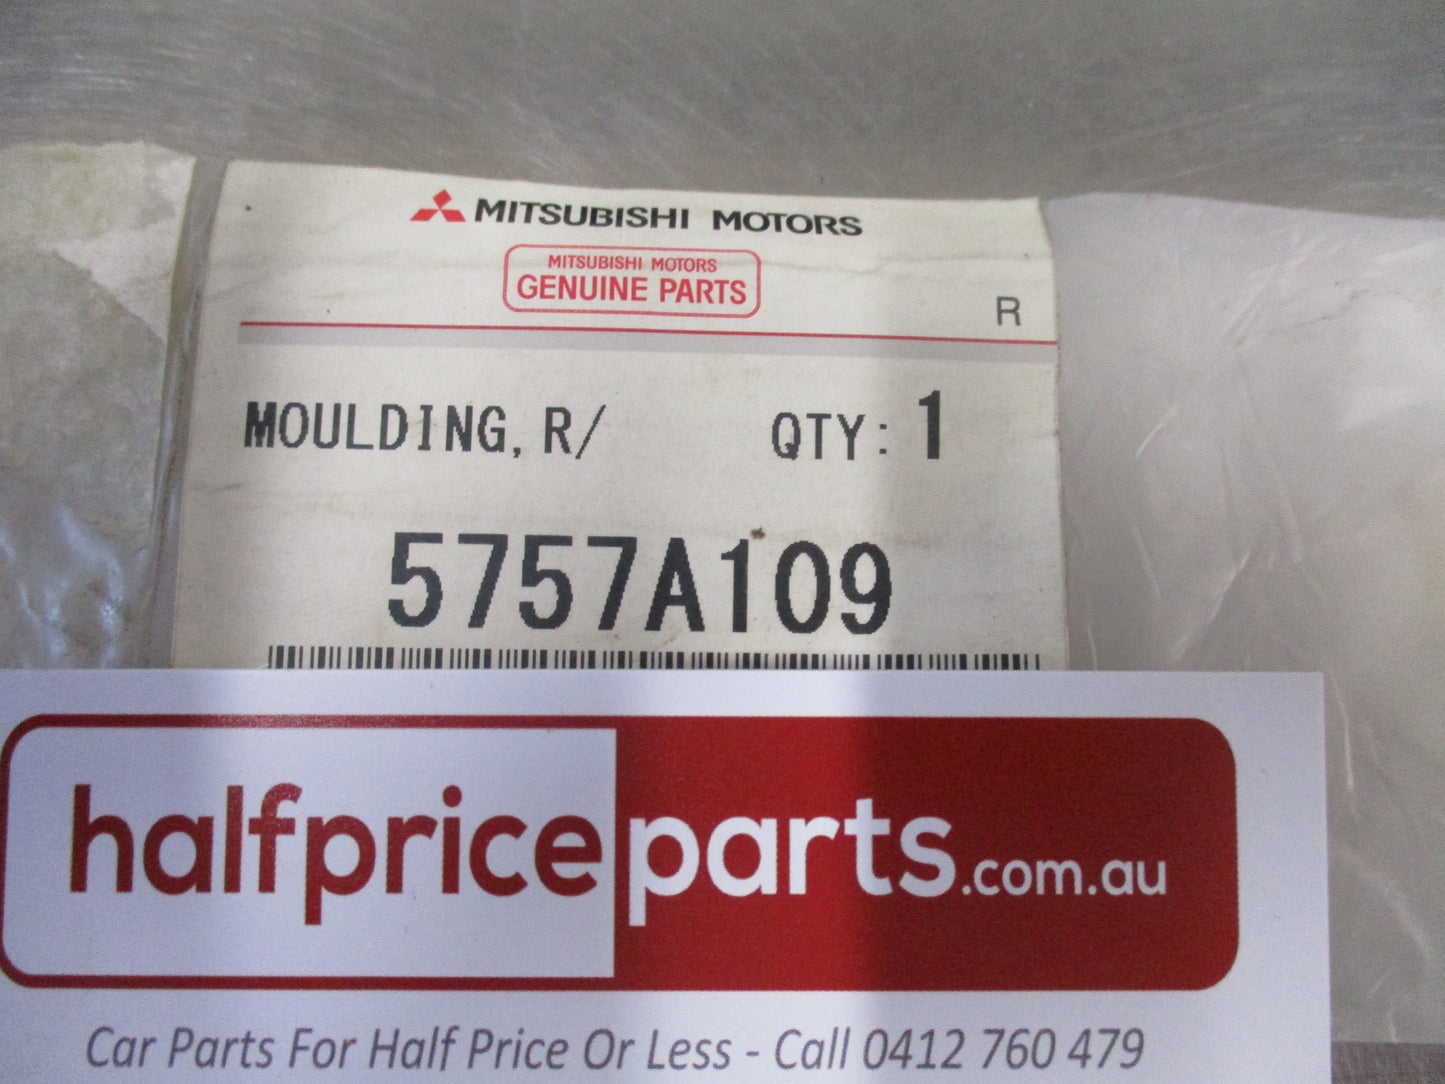 MITSUBISHI MOTORS
MITSUBISHI MOTORS
GENUINE PARTS
R
MOULDING, R/ QTY: 1
5757A109
halfpriceparts.com.au
Car Parts For Half Price Or Less - Call 0412 760 479